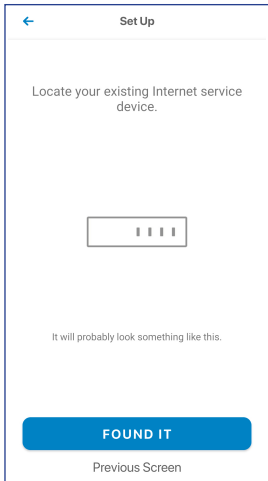 Set Up
Locate your existing Internet service
device.
It will probably look something like this.
FOUND IT
Previous Screen